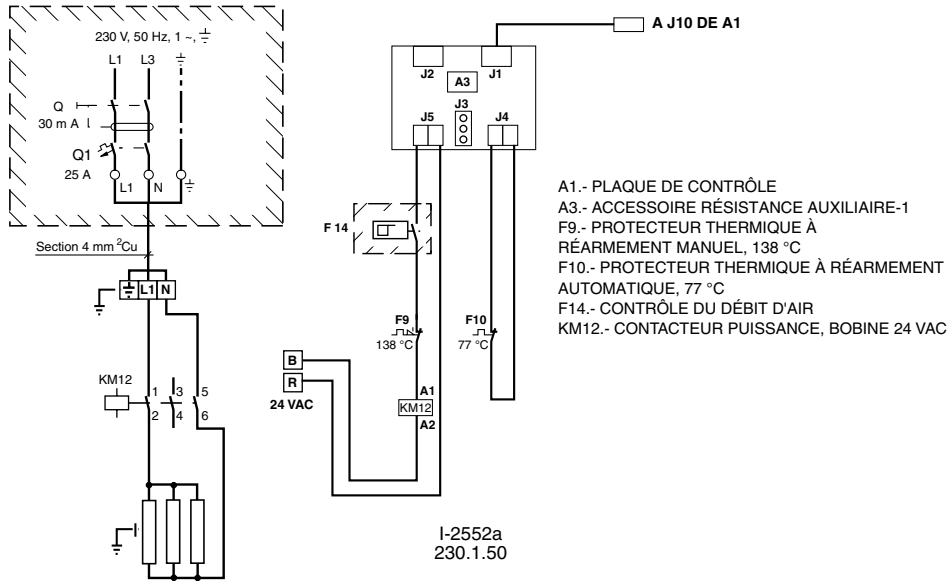 230 V, 50 Hz, 1 ~,
L1 L3
Q
30 m A
Q1
25 A
L1 N
Section 4 mm²Cu
L1 N
KM12
1 3 5
2 4 6
A J10 DE A1
J2 J1
A3
J3
J5 J4
F 14
F9
138 °C
F10
77 °C
B
R
24 VAC
A1
KM12
A2
A1.- PLAQUE DE CONTRÔLE
A3.- ACCESSOIRE RÉSISTANCE AUXILIAIRE-1
F9.- PROTECTEUR THERMIQUE À
RÉARMEMENT MANUEL, 138 °C
F10.- PROTECTEUR THERMIQUE À RÉARMEMENT
AUTOMATIQUE, 77 °C
F14.- CONTRÔLE DU DÉBIT D'AIR
KM12.- CONTACTEUR PUISSANCE, BOBINE 24 VAC
I-2552a
230.1.50